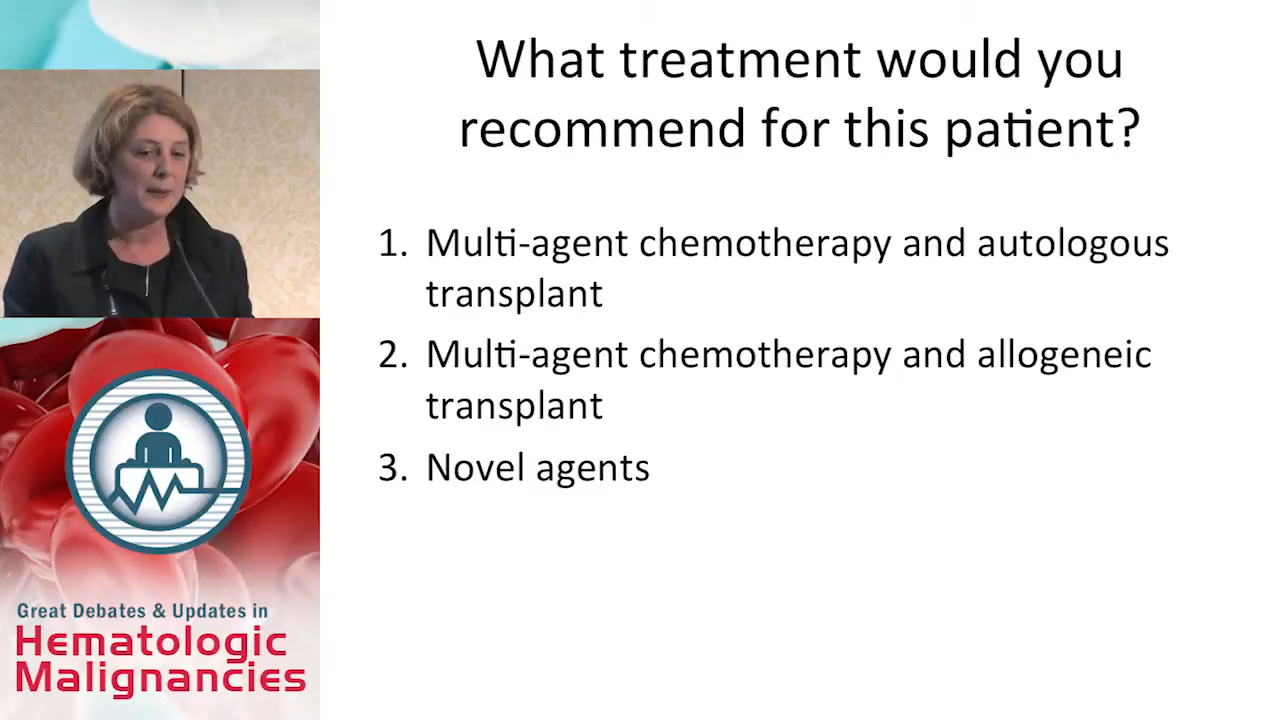 What treatment would you
recommend for this patient?
1. Multi-agent chemotherapy and autologous
transplant
2. Multi-agent chemotherapy and allogeneic
transplant
3. Novel agents
Great Debates & Updates in
Hematologic
Malignancies